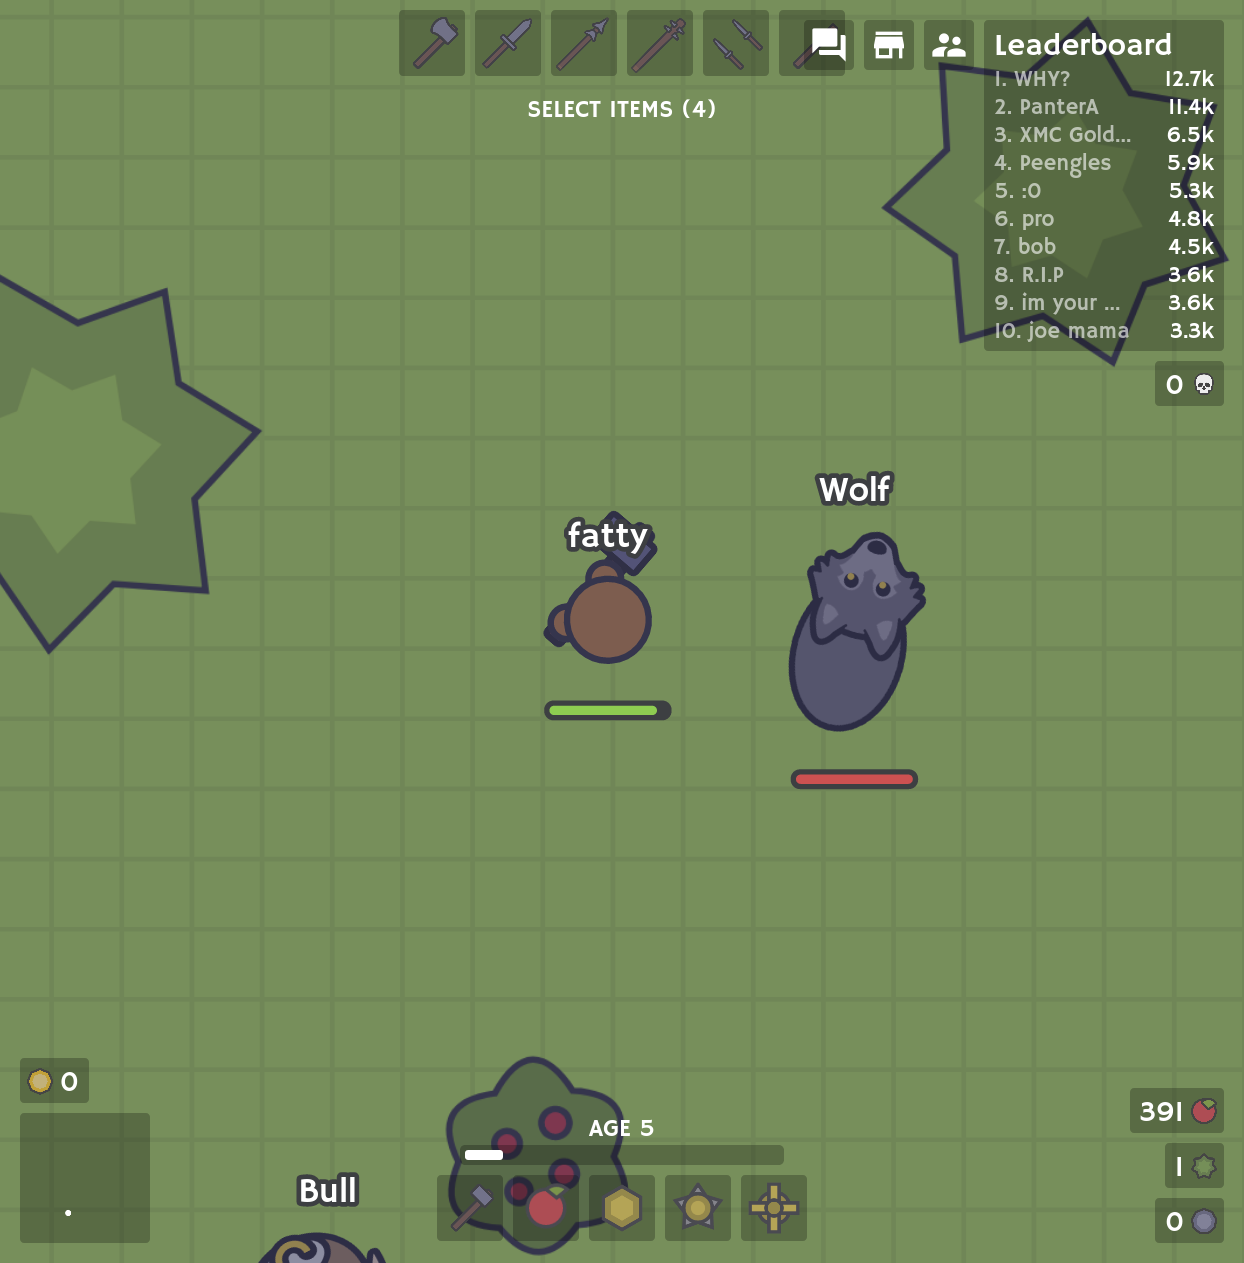 SELECT ITEMS (4)
Leaderboard
1. WHY? 12.7k
2. PanterA 11.4k
3. XMC Gold... 6.5k
4. Peengles 5.9k
5. :0 5.3k
6. pro 4.8k
7. bob 4.5k
8. R.I.P 3.6k
9. im your ... 3.6k
10. joe mama 3.3k
0
Wolf
fatty
0
AGE 5
391
1
Bull
0